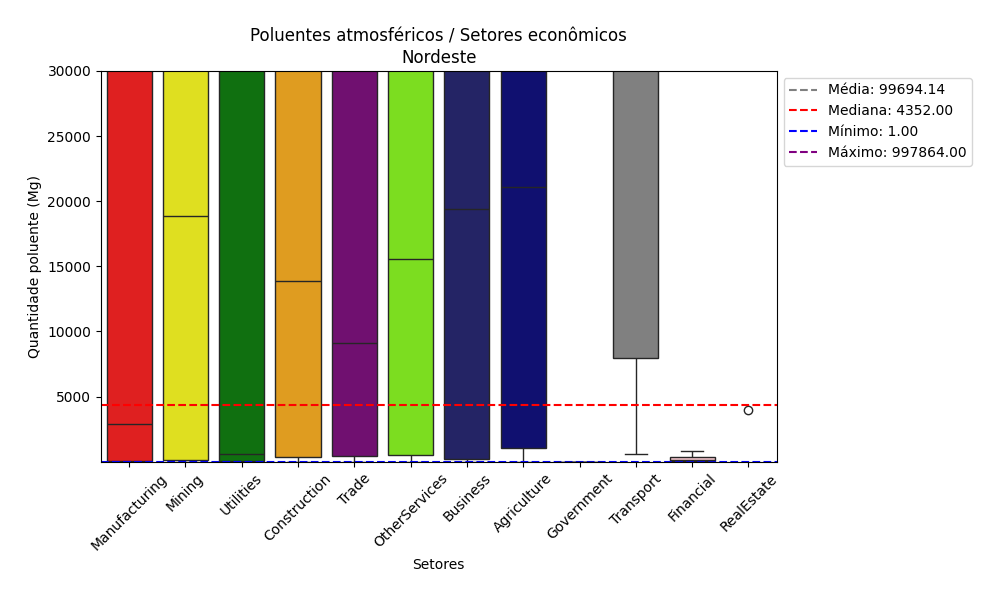 Poluentes atmosféricos / Setores econômicos
Nordeste
Quantidade poluente (Mg)
30000
25000
20000
15000
10000
5000
Média: 99694.14
Mediana: 4352.00
Mínimo: 1.00
Máximo: 997864.00
Manufacturing
Mining
Utilities
Construction
Trade
OtherServices
Business
Agriculture
Government
Transport
Financial
RealEstate
Setores